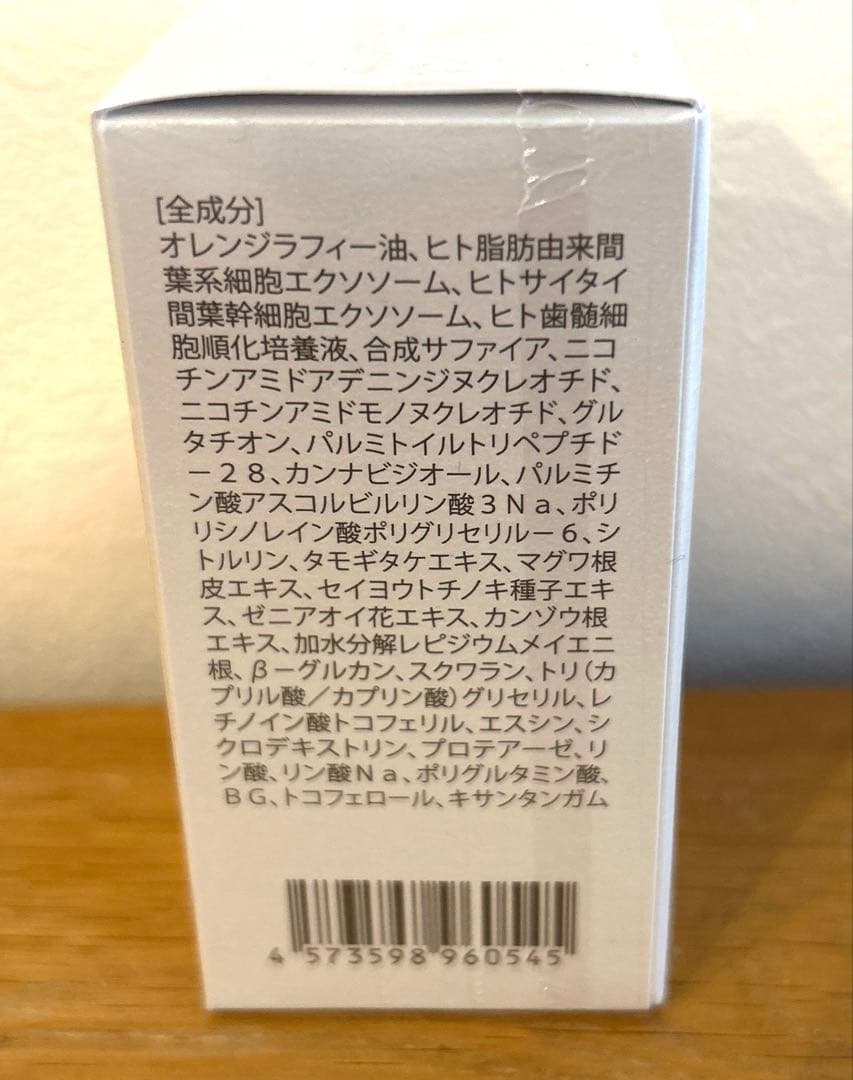 [全成分]
オレンジラフィー油、ヒト脂肪由来間
葉系細胞エクソソーム、ヒトサイタイ
間葉幹細胞エクソソーム、ヒト歯髄細
胞順化培養液、合成サファイア、ニコ
チンアミドアデニンジヌクレオチド、
ニコチンアミドモノヌクレオチド、グル
タチオン、パルミトイルトリペプチド
－２８、カンナビジオール、パルミチ
ン酸アスコルビルリン酸３Ｎａ、ポリ
リシノレイン酸ポリグリセリル－６、シ
トルリン、タモギタケエキス、マグワ根
皮エキス、セイヨウトチノキ種子エキ
ス、ゼニアオイ花エキス、カンゾウ根
エキス、加水分解レピジウムメイエニ
根、β－グルカン、スクワラン、トリ（カ
プリル酸／カプリン酸）グリセリル、レ
チノイン酸トコフェリル、エスシン、シ
クロデキストリン、プロテアーゼ、リ
ン酸、リン酸Ｎａ、ポリグルタミン酸、
ＢＧ、トコフェロール、キサンタンガム
4 573598 960545